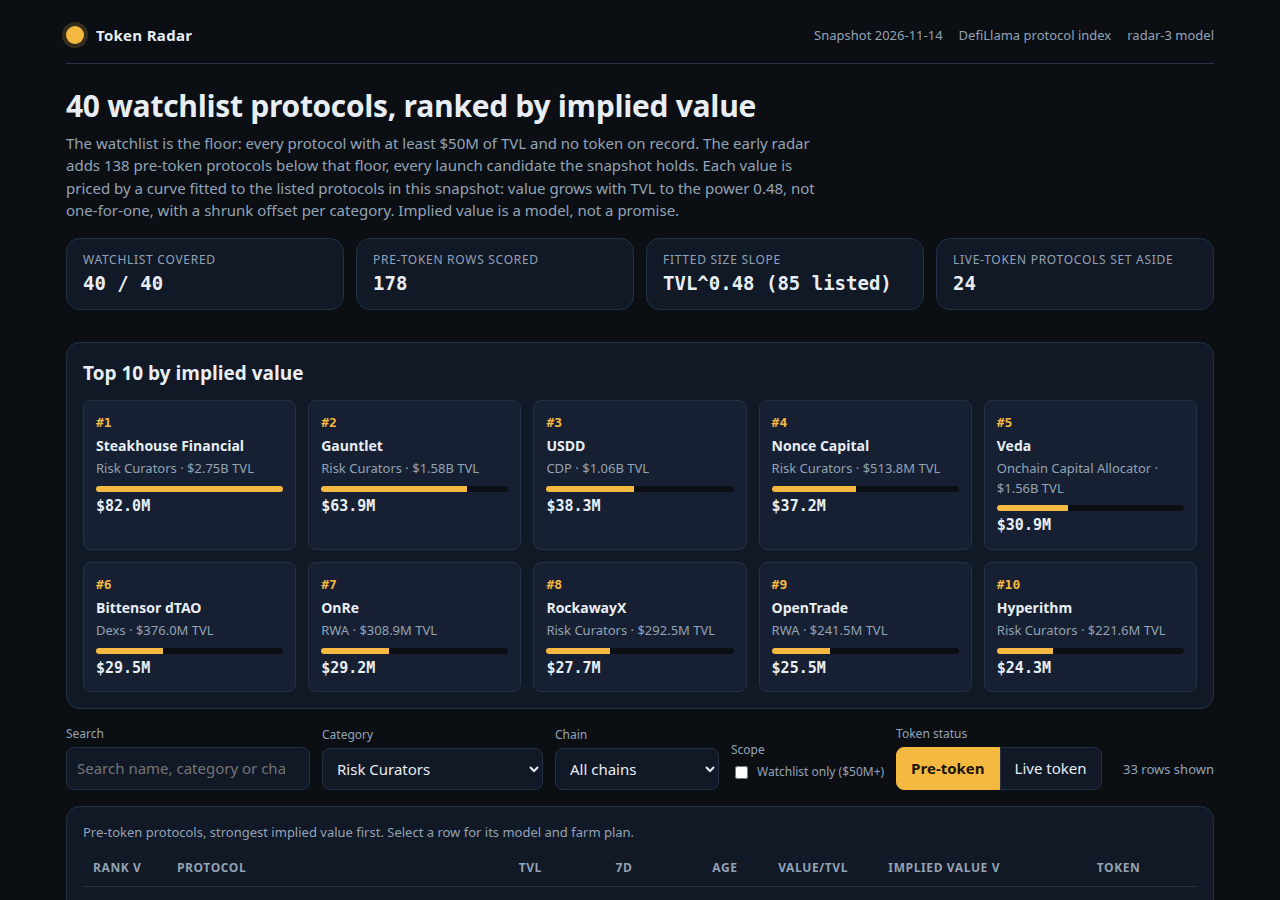 Token Radar
Snapshot 2026-11-14 DefiLlama protocol index radar-3 model
40 watchlist protocols, ranked by implied value
The watchlist is the floor: every protocol with at least $50M of TVL and no token on record. The early radar
adds 138 pre-token protocols below that floor, every launch candidate the snapshot holds. Each value is
priced by a curve fitted to the listed protocols in this snapshot: value grows with TVL to the power 0.48, not
one-for-one, with a shrunk offset per category. Implied value is a model, not a promise.
WATCHLIST COVERED
40 / 40
PRE-TOKEN ROWS SCORED
178
FITTED SIZE SLOPE
TVL^0.48 (85 listed)
LIVE-TOKEN PROTOCOLS SET ASIDE
24
Top 10 by implied value
#1
Steakhouse Financial
Risk Curators · $2.75B TVL
$82.0M
#2
Gauntlet
Risk Curators · $1.58B TVL
$63.9M
#3
USDD
CDP · $1.06B TVL
$38.3M
#4
Nonce Capital
Risk Curators · $513.8M TVL
$37.2M
#5
Veda
Onchain Capital Allocator ·
$1.56B TVL
$30.9M
#6
Bittensor dTAO
Dexs · $376.0M TVL
$29.5M
#7
OnRe
RWA · $308.9M TVL
$29.2M
#8
RockawayX
Risk Curators · $292.5M TVL
$27.7M
#9
OpenTrade
RWA · $241.5M TVL
$25.5M
#10
Hyperithm
Risk Curators · $221.6M TVL
$24.3M
Search
Search name, category or cha
Category
Risk Curators
Chain
All chains
Scope
Watchlist only ($50M+)
Token status
Pre-token Live token
33 rows shown
Pre-token protocols, strongest implied value first. Select a row for its model and farm plan.
RANK V PROTOCOL TVL 7D AGE VALUE/TVL IMPLIED VALUE V TOKEN